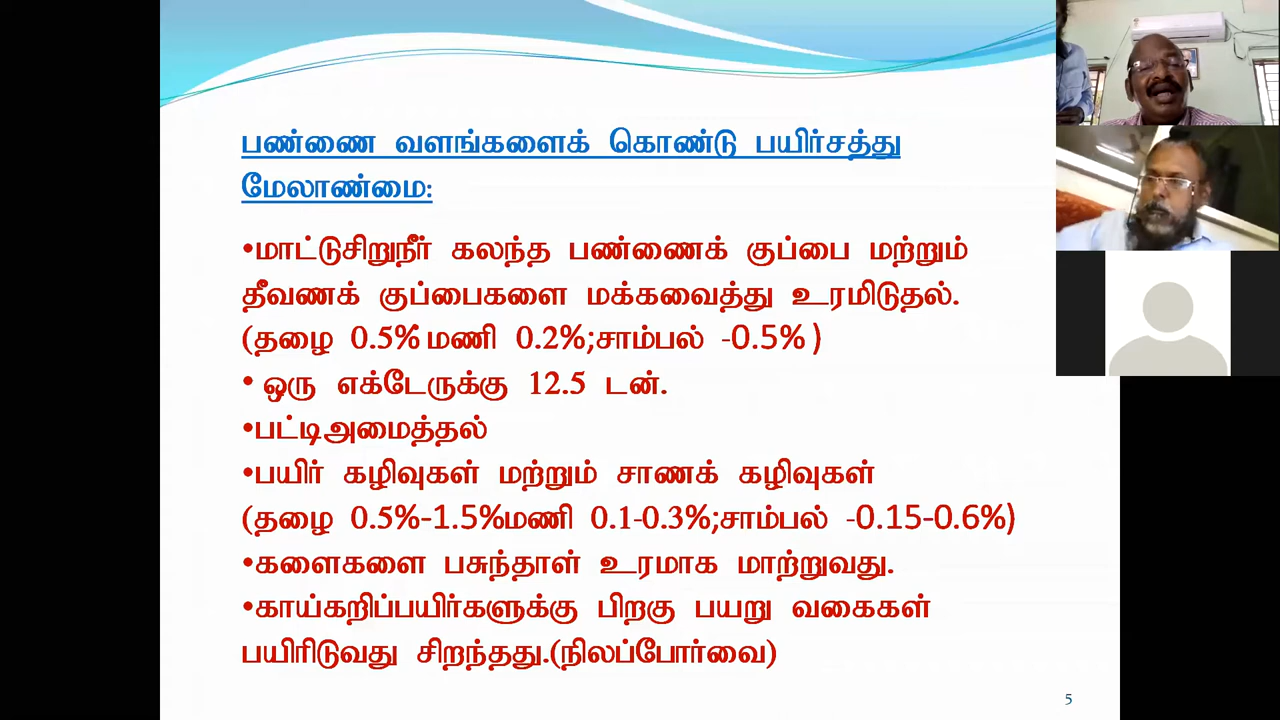 பண்ணை வளங்களைக் கொண்டு பயிர்சத்து
மேலாண்மை:
•மாட்டுசிறுநீர் கலந்த பண்ணைக் குப்பை மற்றும்
தீவணக் குப்பைகளை மக்கவைத்து உரமிடுதல்.
(தழை 0.5% மணி 0.2%;சாம்பல் -0.5% )
• ஒரு எக்டேருக்கு 12.5 டன்.
•பட்டிஅமைத்தல்
•பயிர் கழிவுகள் மற்றும் சாணக் கழிவுகள்
(தழை 0.5%-1.5%மணி 0.1-0.3%;சாம்பல் -0.15-0.6%)
•களைகளை பசுந்தாள் உரமாக மாற்றுவது.
•காய்கறிப்பயிர்களுக்கு பிறகு பயறு வகைகள்
பயிரிடுவது சிறந்தது.(நிலப்போர்வை)
5